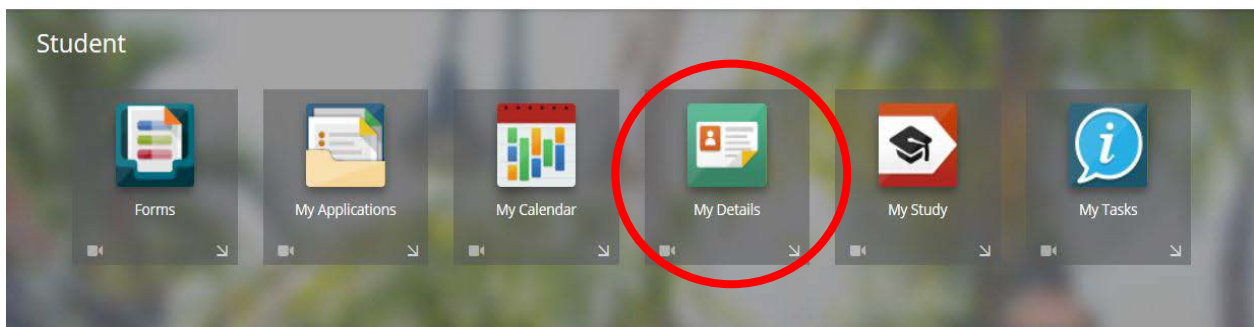 Student
Forms
My Applications
My Calendar
My Details
My Study
My Tasks